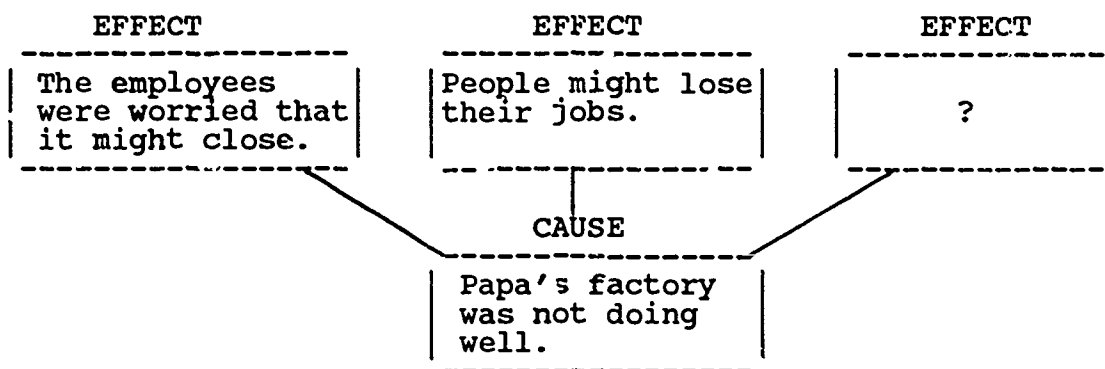 EFFECT
The employees
were worried that
it might close.
EFFECT
People might lose
their jobs.
EFFECT
?
CAUSE
Papa's factory
was not doing
well.